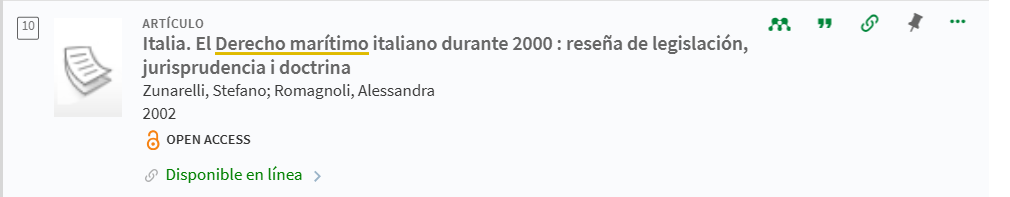 10
ARTÍCULO
Italia. El Derecho marítimo italiano durante 2000 : reseña de legislación,
jurisprudencia i doctrina
Zunarelli, Stefano; Romagnoli, Alessandra
2002
OPEN ACCESS
Disponible en línea